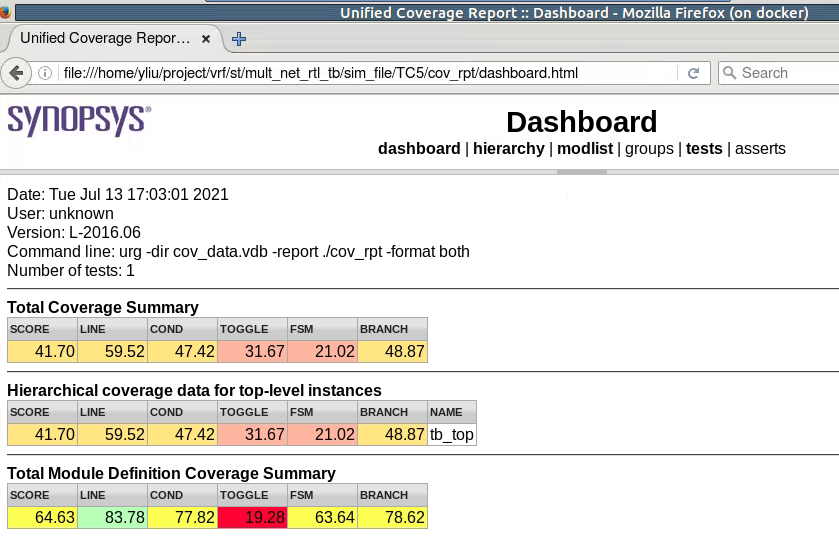 Unified Coverage Report :: Dashboard - Mozilla Firefox (on docker)
Unified Coverage Repor… × +
file:///home/yliu/project/vrf/st/mult_net_rtl_tb/sim_file/TC5/cov_rpt/dashboard.html Search
SYNOPSYS®
Dashboard
dashboard | hierarchy | modlist | groups | tests | asserts
Date: Tue Jul 13 17:03:01 2021
User: unknown
Version: L-2016.06
Command line: urg -dir cov_data.vdb -report ./cov_rpt -format both
Number of tests: 1
Total Coverage Summary
SCORE LINE COND TOGGLE FSM BRANCH
41.70 59.52 47.42 31.67 21.02 48.87
Hierarchical coverage data for top-level instances
SCORE LINE COND TOGGLE FSM BRANCH NAME
41.70 59.52 47.42 31.67 21.02 48.87 tb_top
Total Module Definition Coverage Summary
SCORE LINE COND TOGGLE FSM BRANCH
64.63 83.78 77.82 19.28 63.64 78.62